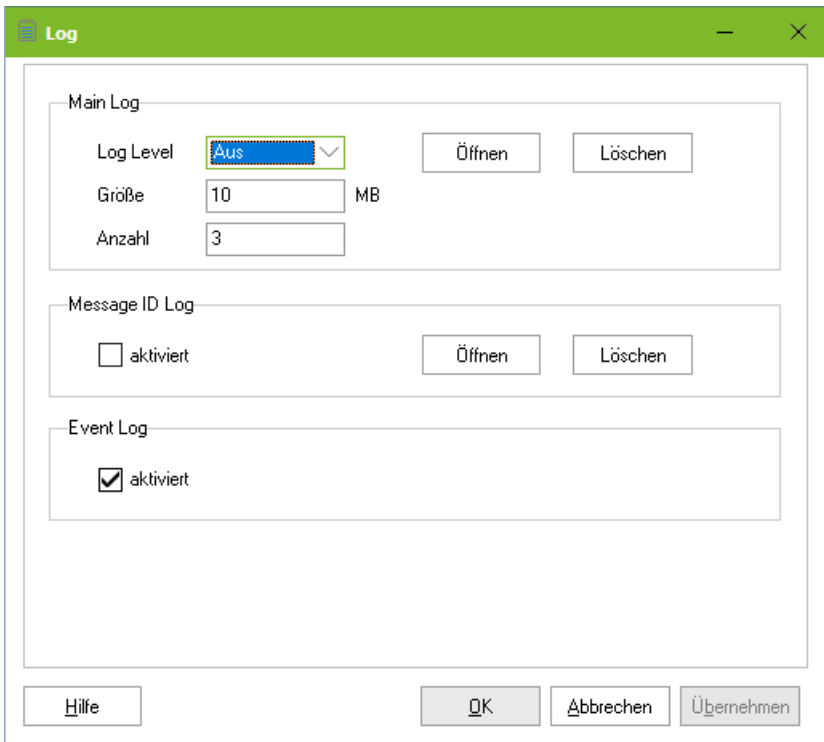 Log
Main Log
Log Level Aus Öffnen Löschen
Größe 10 MB
Anzahl 3
Message ID Log
aktiviert Öffnen Löschen
Event Log
aktiviert
Hilfe OK Abbrechen Übernehmen